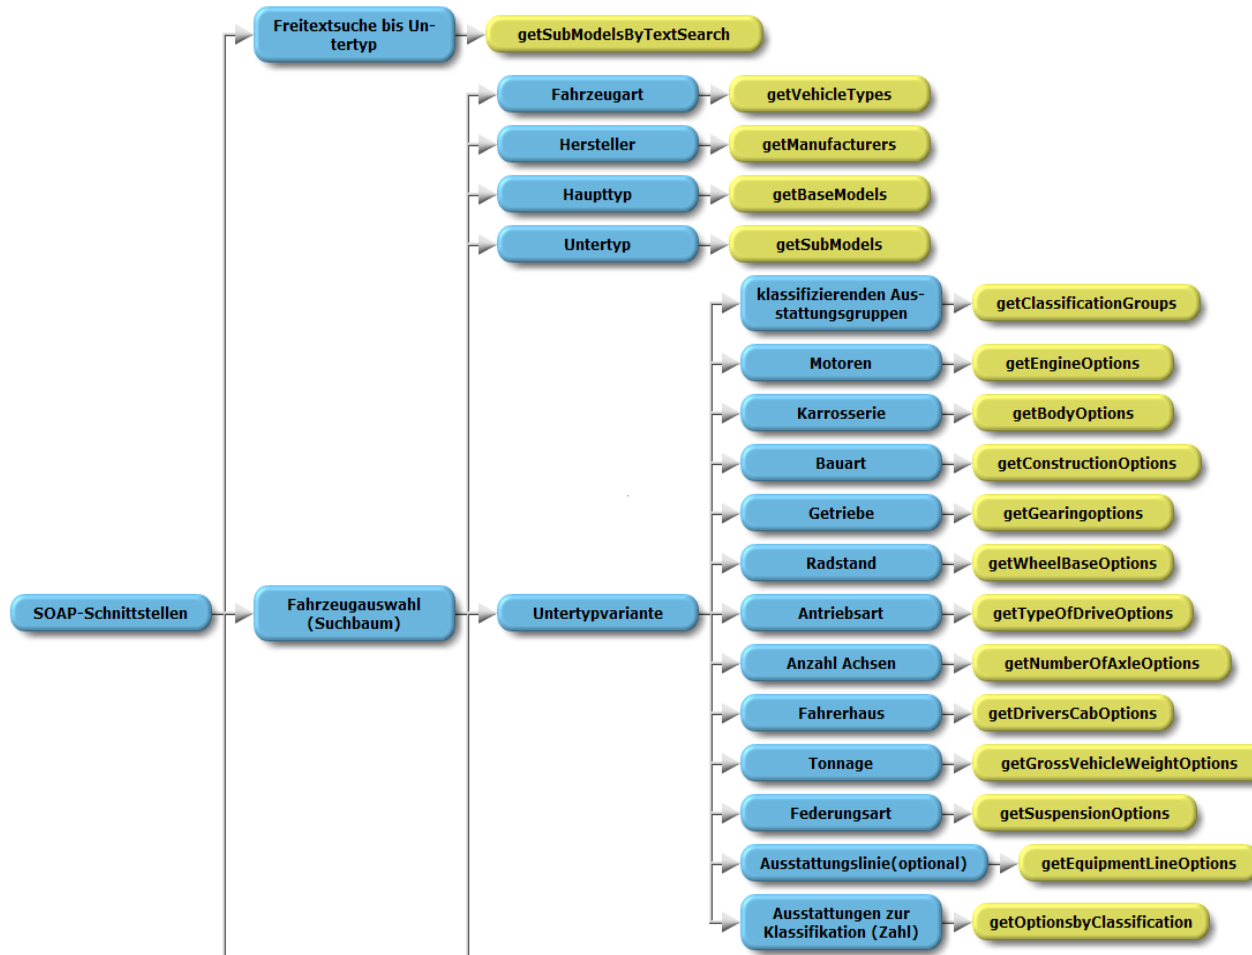 Freitextsuche bis Un-
tertyp
getSubModelsByTextSearch
Fahrzeugart
getVehicleTypes
Hersteller
getManufacturers
Haupttyp
getBaseModels
Untertyp
getSubModels
klassifizierenden Aus-
stattungsgruppen
getClassificationGroups
Motoren
getEngineOptions
Karrosserie
getBodyOptions
Bauart
getConstructionOptions
Getriebe
getGearingoptions
Radstand
getWheelBaseOptions
SOAP-Schnittstellen
Fahrzeugauswahl
(Suchbaum)
Untertypvariante
Antriebsart
getTypeOfDriveOptions
Anzahl Achsen
getNumberOfAxleOptions
Fahrerhaus
getDriversCabOptions
Tonnage
getGrossVehicleWeightOptions
Federungsart
getSuspensionOptions
Ausstattungslinie(optional)
getEquipmentLineOptions
Ausstattungen zur
Klassifikation (Zahl)
getOptionsbyClassification